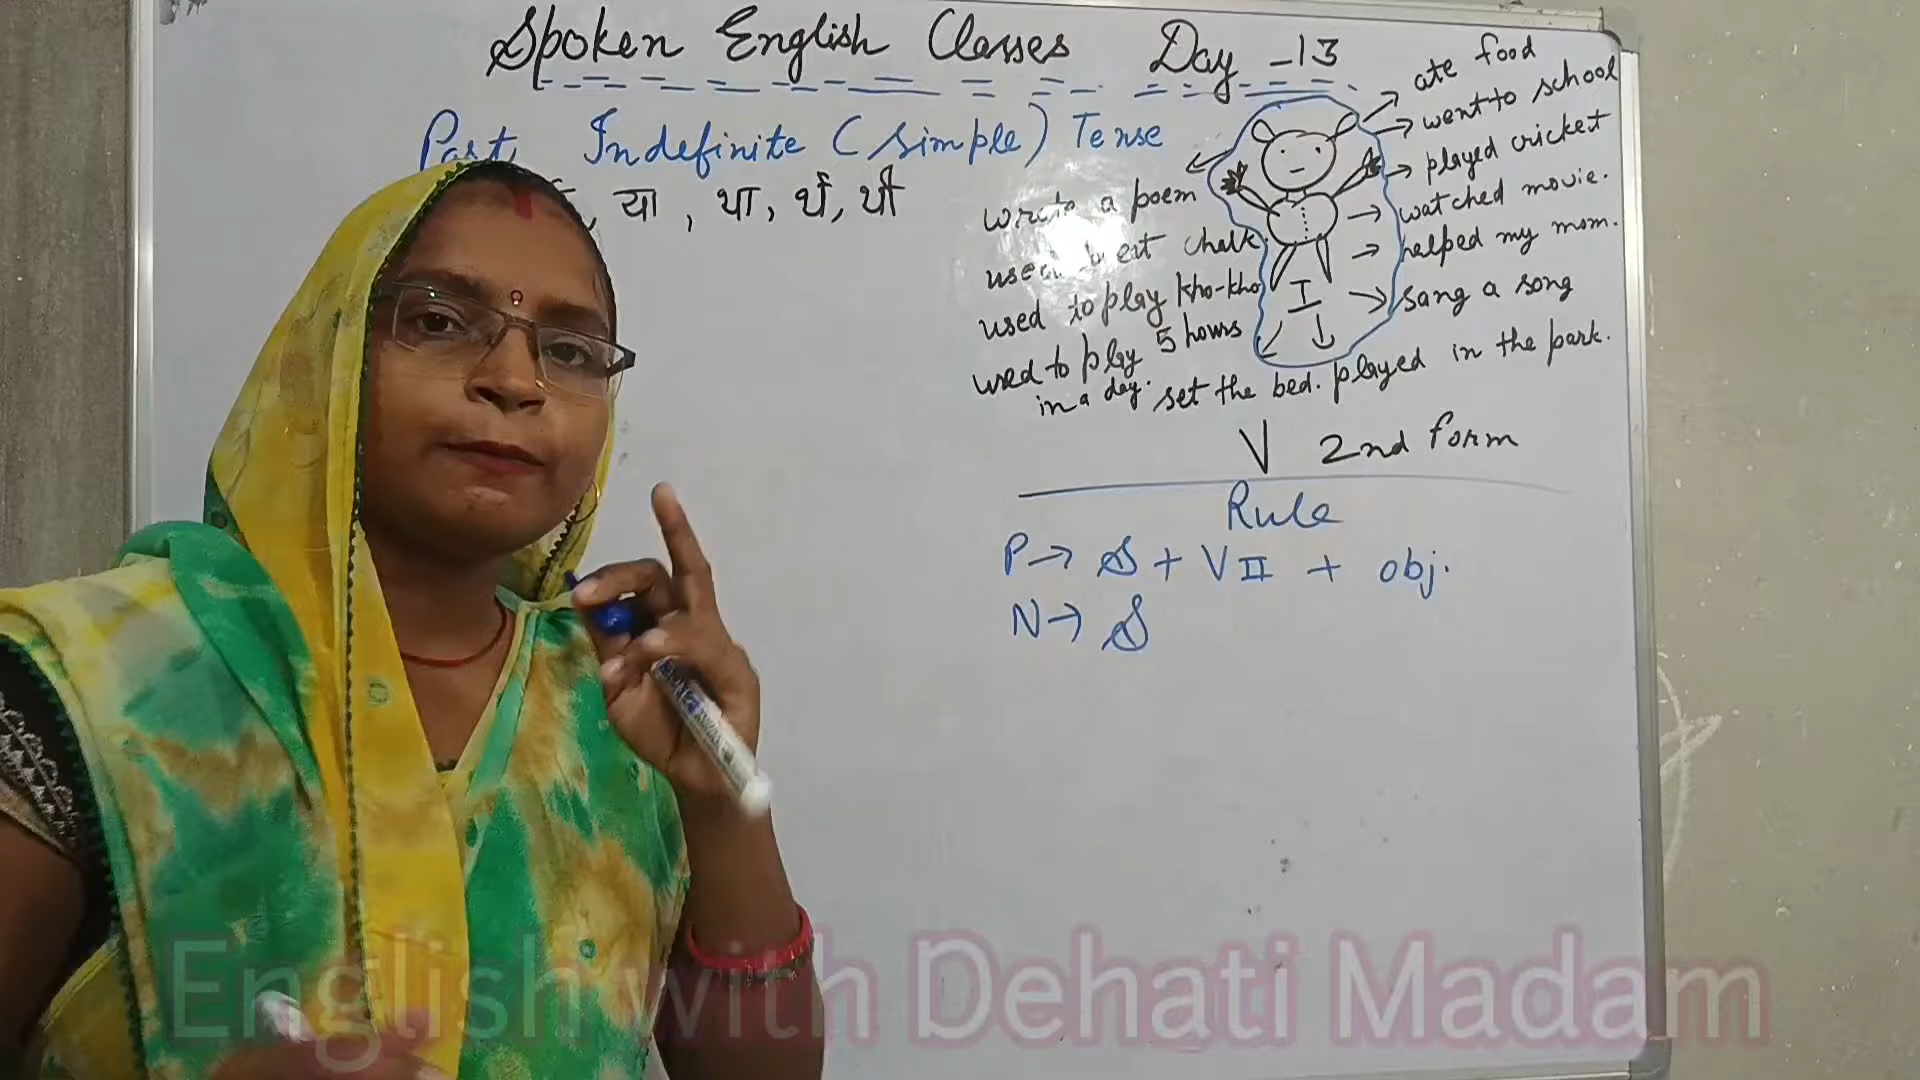 Spoken English Classes Day -13
Past Indefinite (Simple) Tense
, या, था, थे, थी
→ ate food
→ went to school
→ played cricket
→ watched movie.
→ helped my mom.
→ sang a song
played in the park.
set the bed.
wrote a poem
chalk
used to play kho-kho
used to play 5 hours
in a day.
I
V 2nd form
Rule
P → S + V II + obj.
N → S
English with Dehati Madam